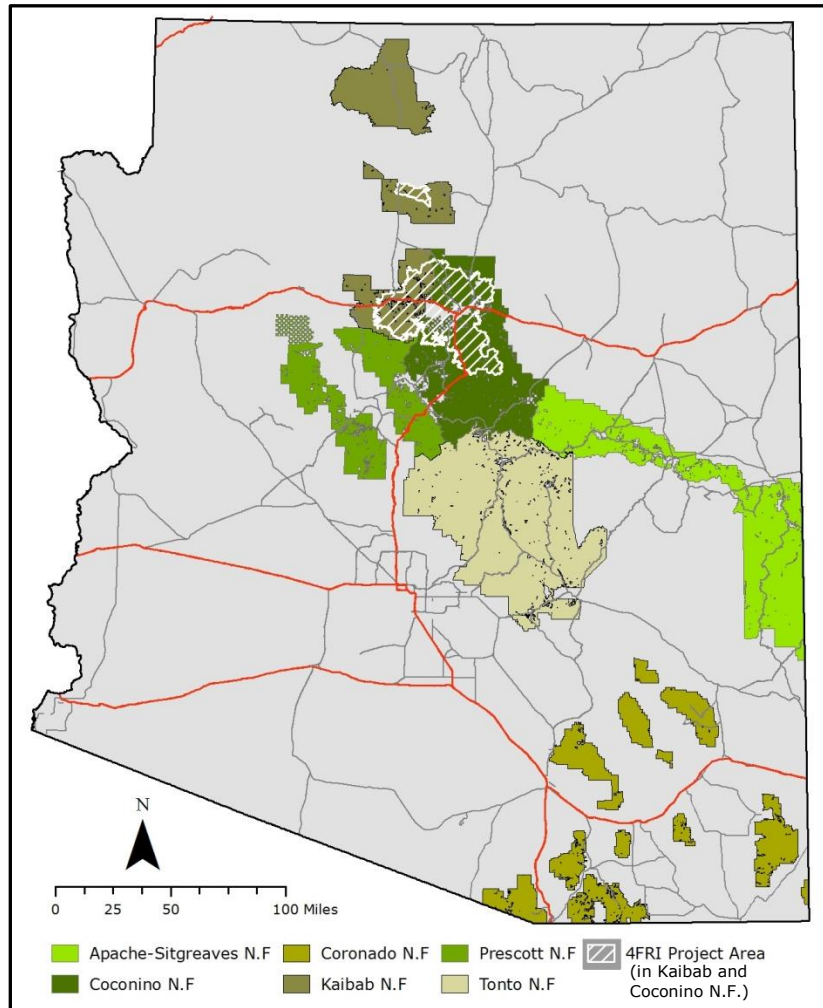 N
0 25 50 100 Miles
Apache-Sitgreaves N.F Coronado N.F Prescott N.F 4FRI Project Area
(in Kaibab and
Coconino N.F Kaibab N.F Tonto N.F Coconino N.F.)